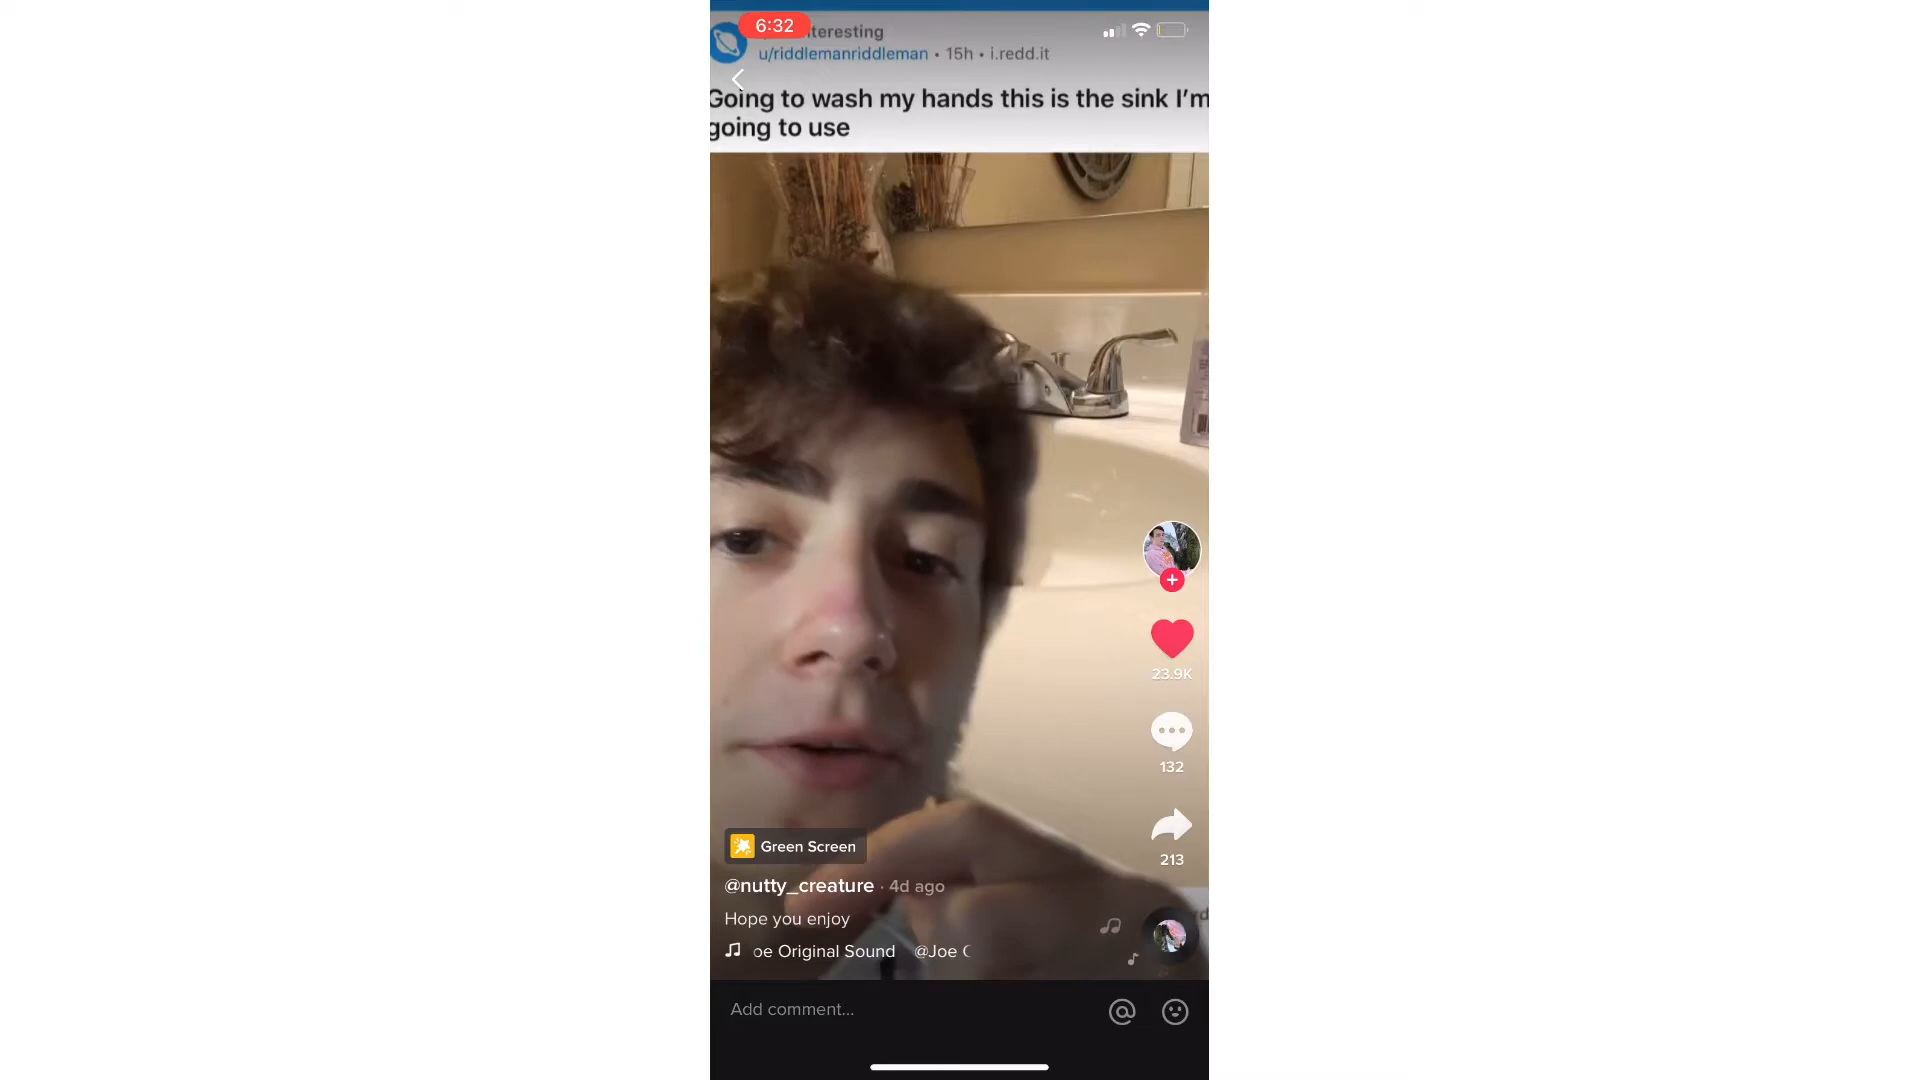 6:32
teresting
u/riddlemanriddleman • 15h • i.redd.it
Going to wash my hands this is the sink I'm
going to use
23.9K
132
213
Green Screen
@nutty_creature · 4d ago
Hope you enjoy
oe Original Sound @Joe C
Add comment...